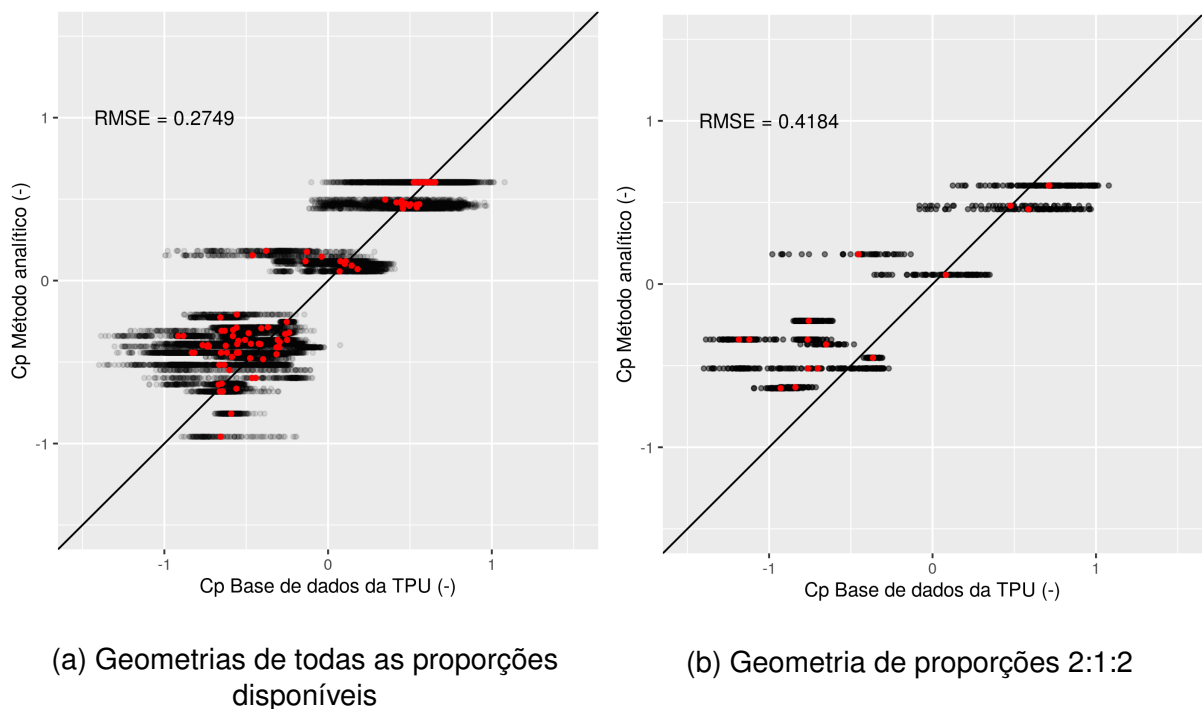 RMSE = 0.2749
Cp Método analítico (-)
1
0
-1
-1
0
1
Cp Base de dados da TPU (-)
(a) Geometrias de todas as proporções
disponíveis
RMSE = 0.4184
Cp Método analítico (-)
1
0
-1
-1
0
1
Cp Base de dados da TPU (-)
(b) Geometria de proporções 2:1:2